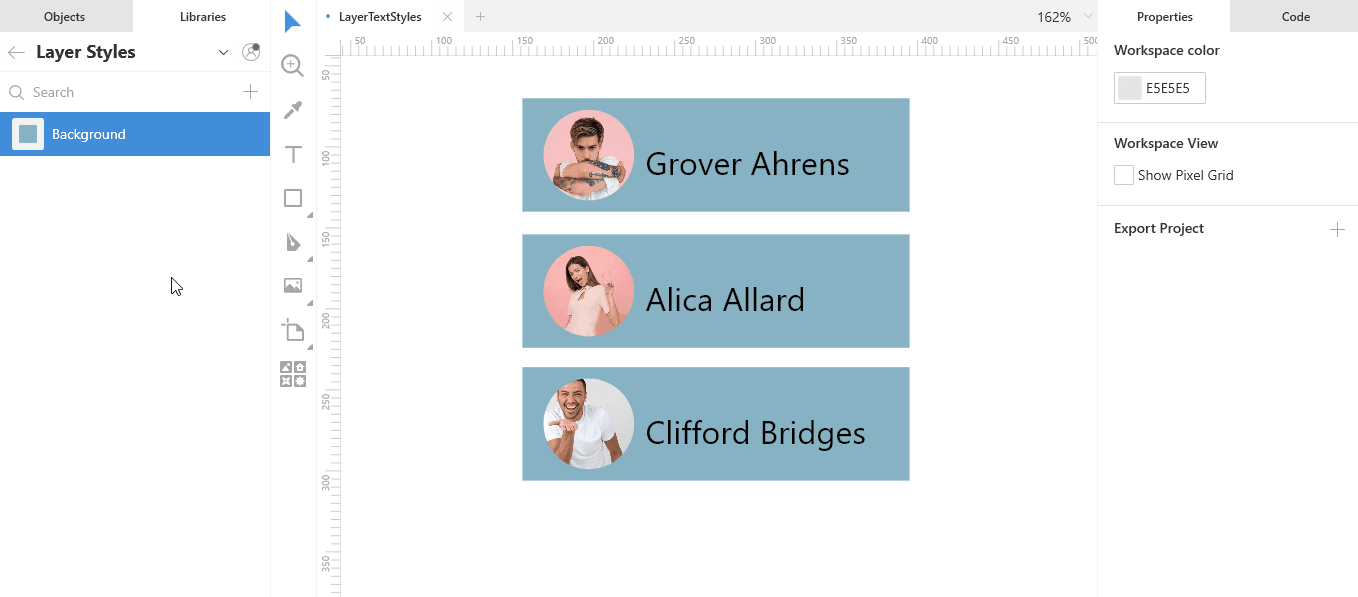 Objects
Libraries
• LayerTextStyles
162%
Properties
Code
Layer Styles
Search
Background
50 100 150 200 250 300 350 400 450 500
50
100
150
200
250
300
350
Grover Ahrens
Alica Allard
Clifford Bridges
Workspace color
E5E5E5
Workspace View
Show Pixel Grid
Export Project